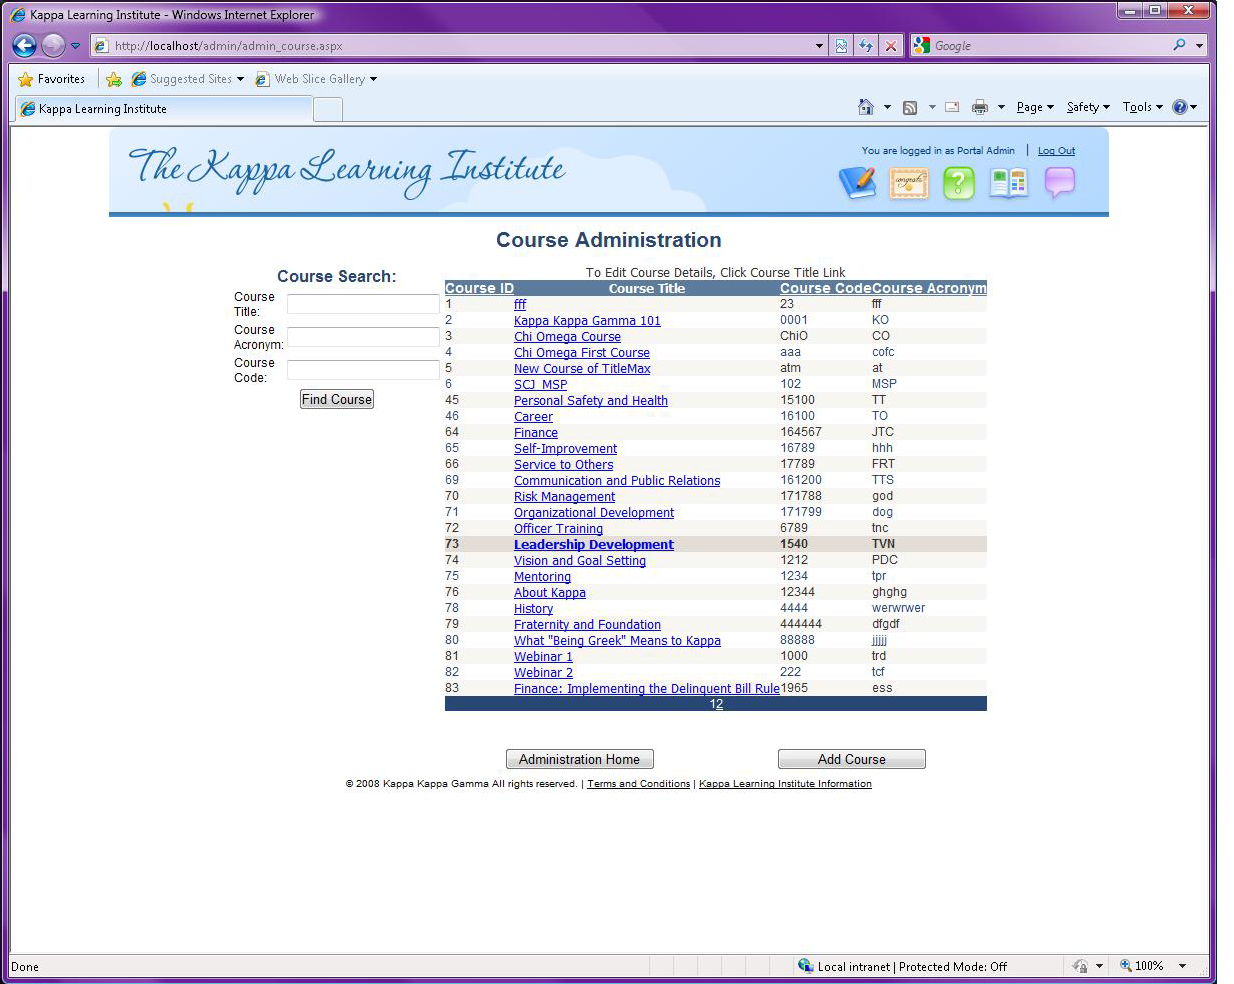 Kappa Learning Institute - Windows Internet Explorer
http://localhost/admin/admin_course.aspx
Google
Favorites
Suggested Sites
Web Slice Gallery
Kappa Learning Institute
Page
Safety
Tools
The Kappa Learning Institute
You are logged in as Portal Admin | Log Out
congrats
Course Administration
Course Search:
Course Title:
Course Acronym:
Course Code:
Find Course
To Edit Course Details, Click Course Title Link
Course ID Course Title Course Code Course Acronym
1 fff 23 fff
2 Kappa Kappa Gamma 101 0001 KO
3 Chi Omega Course ChiO CO
4 Chi Omega First Course aaa cofc
5 New Course of TitleMax atm at
6 SCJ_MSP 102 MSP
45 Personal Safety and Health 15100 TT
46 Career 16100 TO
64 Finance 164567 JTC
65 Self-Improvement 16789 hhh
66 Service to Others 17789 FRT
69 Communication and Public Relations 161200 TTS
70 Risk Management 171788 god
71 Organizational Development 171799 dog
72 Officer Training 6789 tnc
73 Leadership Development 1540 TVN
74 Vision and Goal Setting 1212 PDC
75 Mentoring 1234 tpr
76 About Kappa 12344 ghghg
78 History 4444 werwrwer
79 Fraternity and Foundation 444444 dfgdf
80 What "Being Greek" Means to Kappa 88888 jjjjj
81 Webinar 1 1000 trd
82 Webinar 2 222 tcf
83 Finance: Implementing the Delinquent Bill Rule 1965 ess
12
Administration Home
Add Course
© 2008 Kappa Kappa Gamma All rights reserved. | Terms and Conditions | Kappa Learning Institute Information
Done
Local intranet | Protected Mode: Off
100%